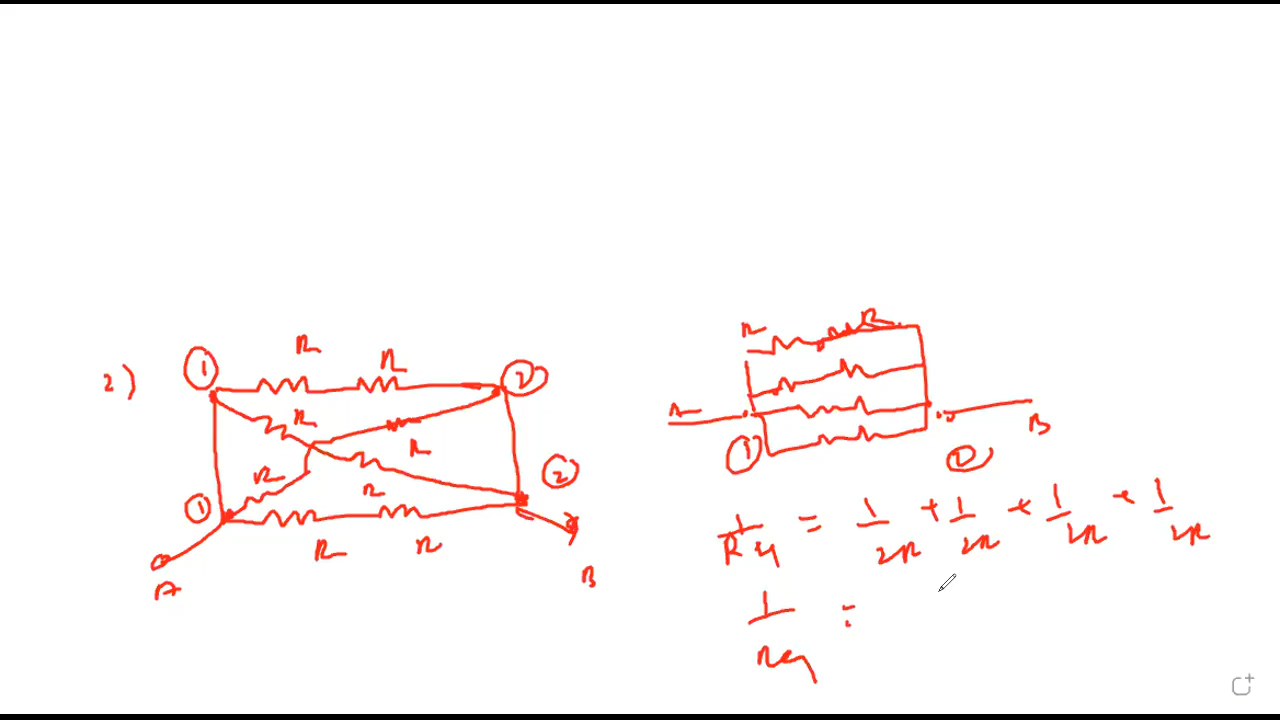 2)
① R R ②
R R
R R ②
① R R
A B
R R
A B
① ②
1/Req = 1/2R + 1/2R + 1/2R + 1/2R
1/Req =